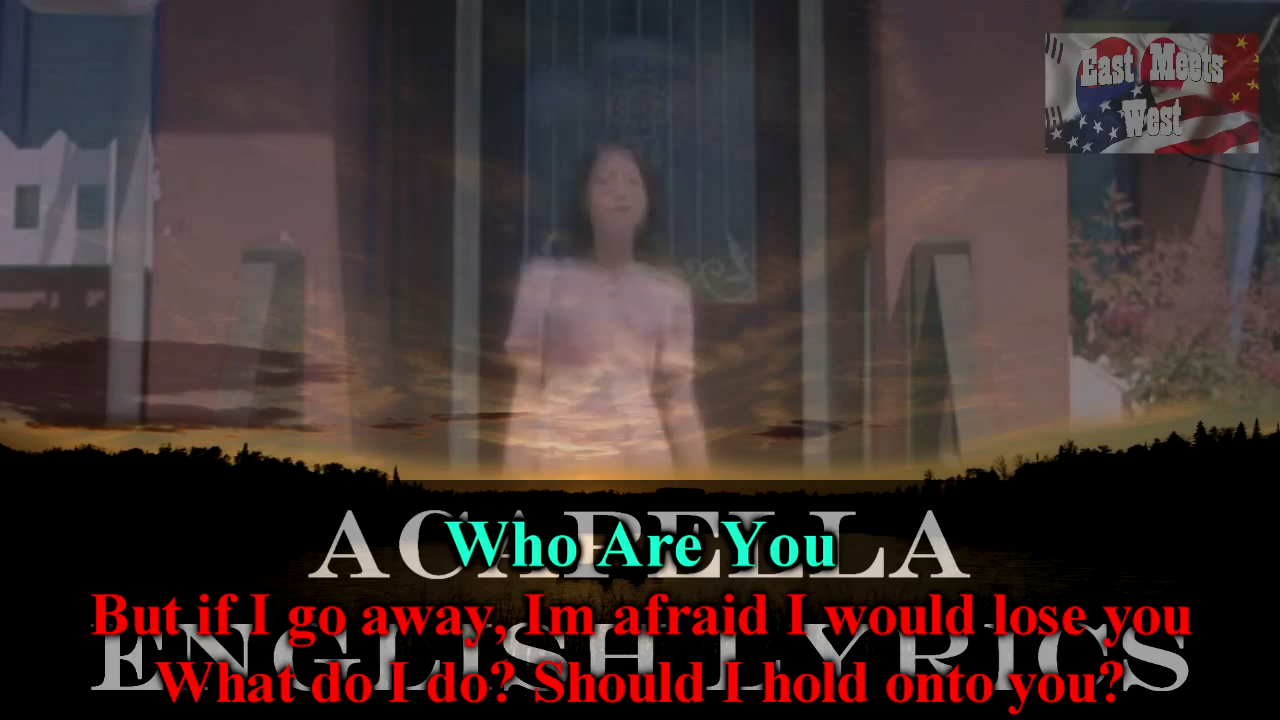 East Meets
West
ACAPELLA
Who Are You
But if I go away, Im afraid I would lose you
ENGLISH LYRICS
What do I do? Should I hold onto you?